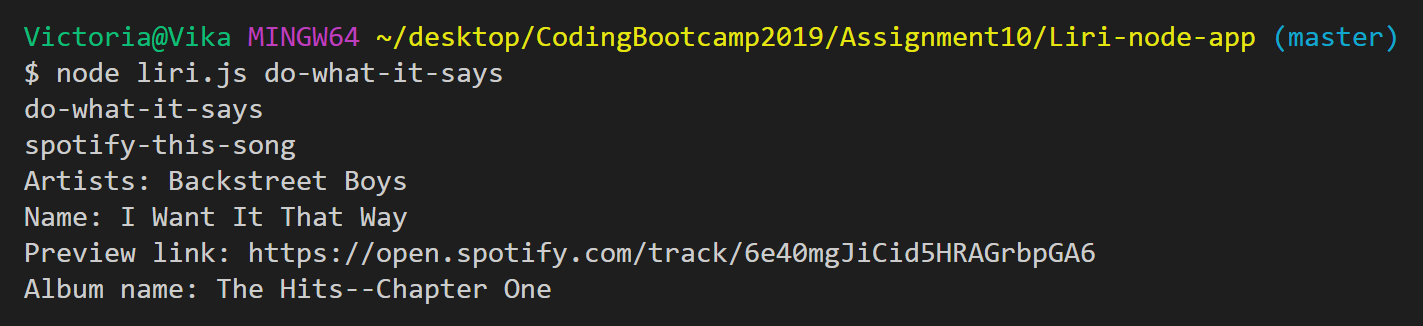 Victoria@Vika MINGW64 ~/desktop/CodingBootcamp2019/Assignment10/Liri-node-app (master)
$ node liri.js do-what-it-says
do-what-it-says
spotify-this-song
Artists: Backstreet Boys
Name: I Want It That Way
Preview link: https://open.spotify.com/track/6e40mgJiCid5HRAGrbpGA6
Album name: The Hits--Chapter One